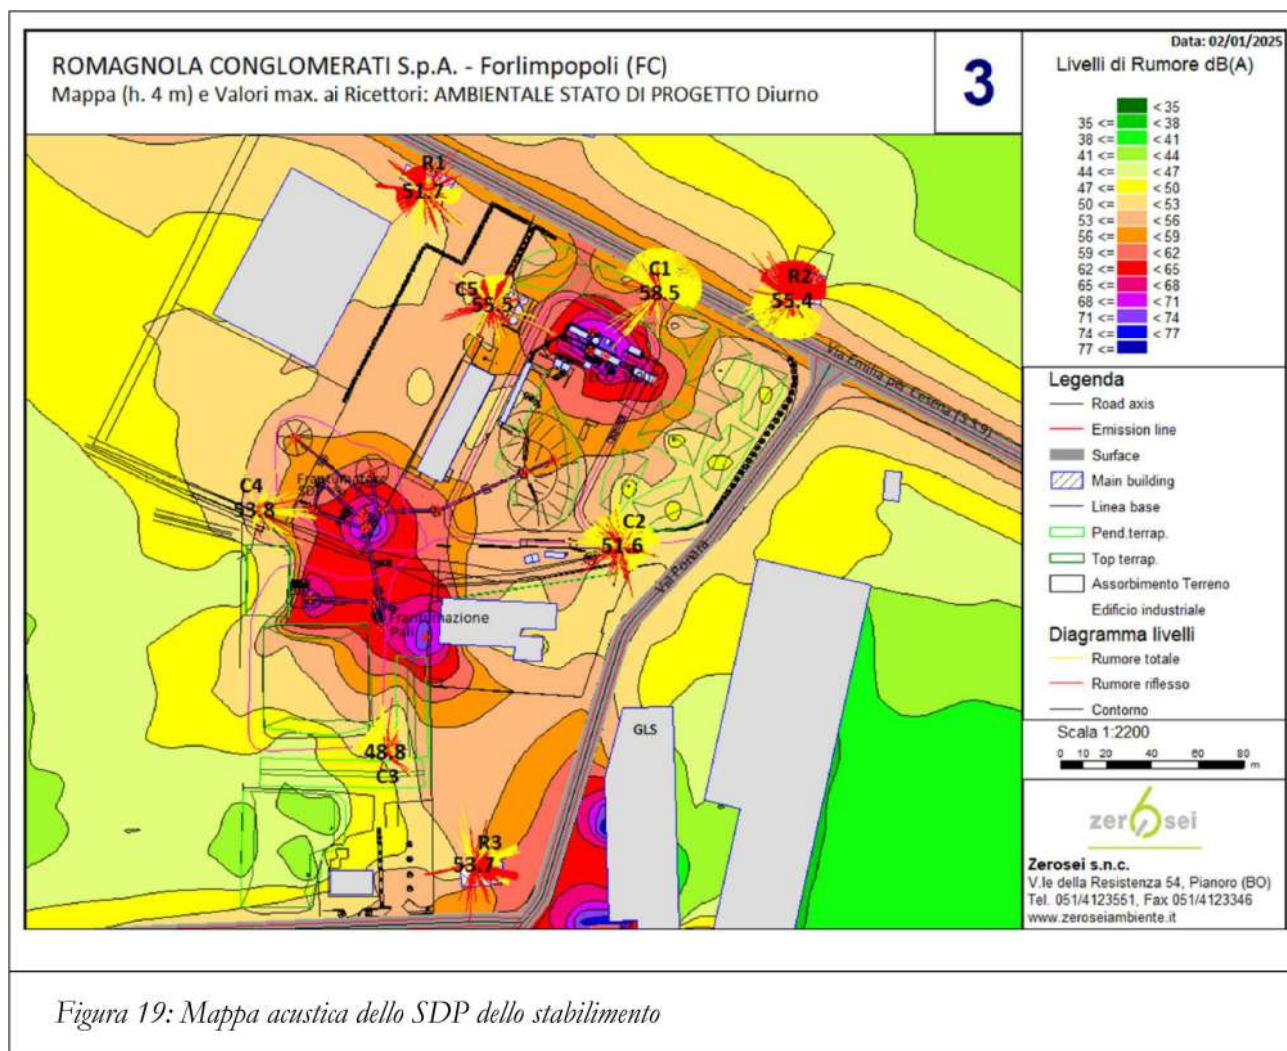 ROMAGNOLA CONGLOMERATI S.p.A. - Forlimpopoli (FC)
Mappa (h. 4 m) e Valori max. ai Ricettori: AMBIENTALE STATO DI PROGETTO Diurno
3
Data: 02/01/2025
Livelli di Rumore dB(A)
< 35
35 <= < 38
38 <= < 41
41 <= < 44
44 <= < 47
47 <= < 50
50 <= < 53
53 <= < 56
56 <= < 59
59 <= < 62
62 <= < 65
65 <= < 68
68 <= < 71
71 <= < 74
74 <= < 77
77 <=
Legenda
Road axis
Emission line
Surface
Main building
Linea base
Pend.terrap.
Top terrap.
Assorbimento Terreno
Edificio industriale
Diagramma livelli
Rumore totale
Rumore riflesso
Contorno
Scala 1:2200
0 10 20 40 60 80
m
zer6sei
Zerosei s.n.c.
V.le della Resistenza 54, Pianoro (BO)
Tel. 051/4123551, Fax 051/4123346
www.zeroseiambiente.it
R1
51.7
C1
58.5
R2
55.4
C5
55.5
Via Emilia per Cesena (S.S.9)
Frantumatore
C4
53.8
C2
51.6
Via Ponara
Frantumazione
Pali
GLS
48.8
C3
R3
53.7
Figura 19: Mappa acustica dello SDP dello stabilimento